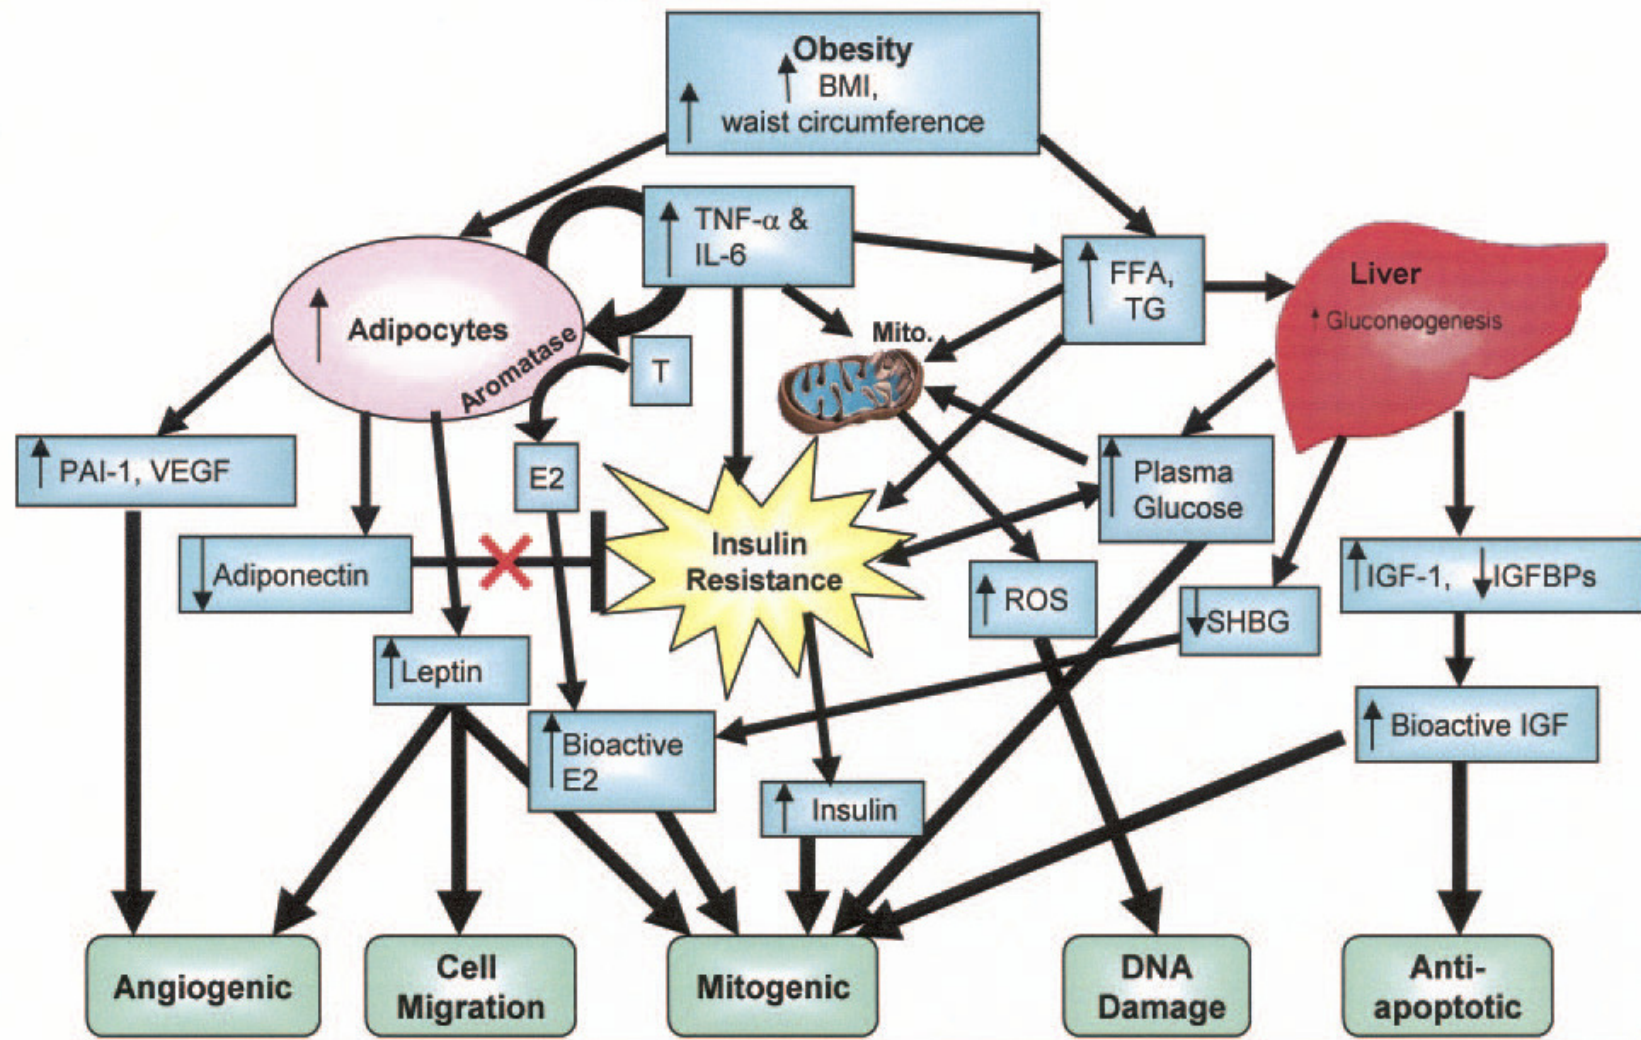 Obesity
↑ BMI,
↑ waist circumference
↑ TNF-α &
IL-6
↑ FFA,
TG
Liver
↑ Gluconeogenesis
↑ Adipocytes
Aromatase
T
Mito.
↑ PAI-1, VEGF
E2
↑ Plasma
Glucose
Insulin
Resistance
↓ Adiponectin
↑ IGF-1, ↓IGFBPs
↑ ROS
↓ SHBG
↑ Leptin
↑ Bioactive
E2
↑ Bioactive IGF
↑ Insulin
Angiogenic
Cell
Migration
Mitogenic
DNA
Damage
Anti-
apoptotic